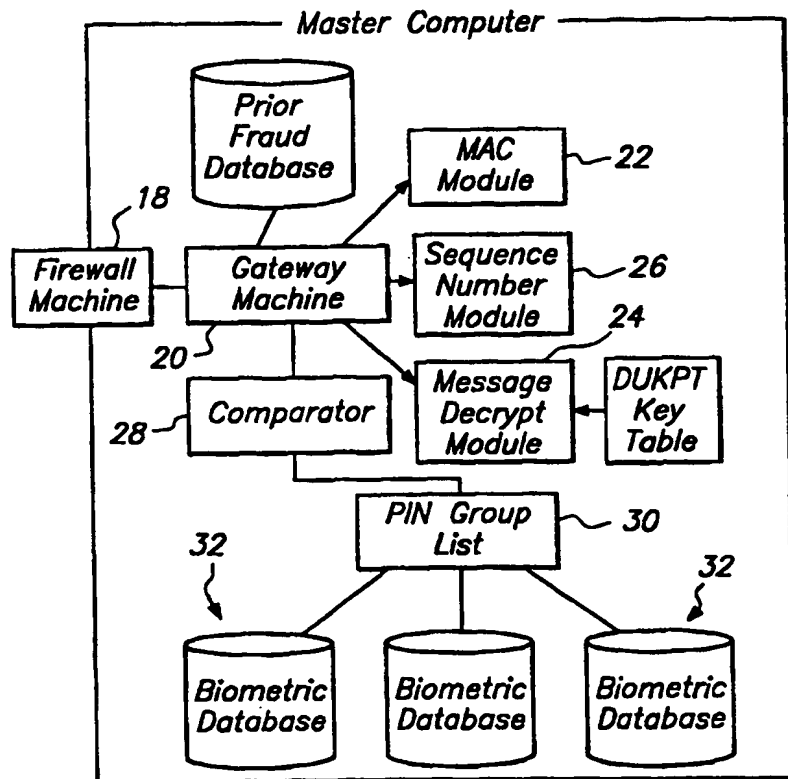 Master Computer
Prior
Fraud
Database
MAC
Module
22
18
Firewall
Machine
Gateway
Machine
20
Sequence
Number
Module
26
24
Comparator
28
Message
Decrypt
Module
DUKPT
Key
Table
PIN Group
List
30
32
32
Biometric
Database
Biometric
Database
Biometric
Database